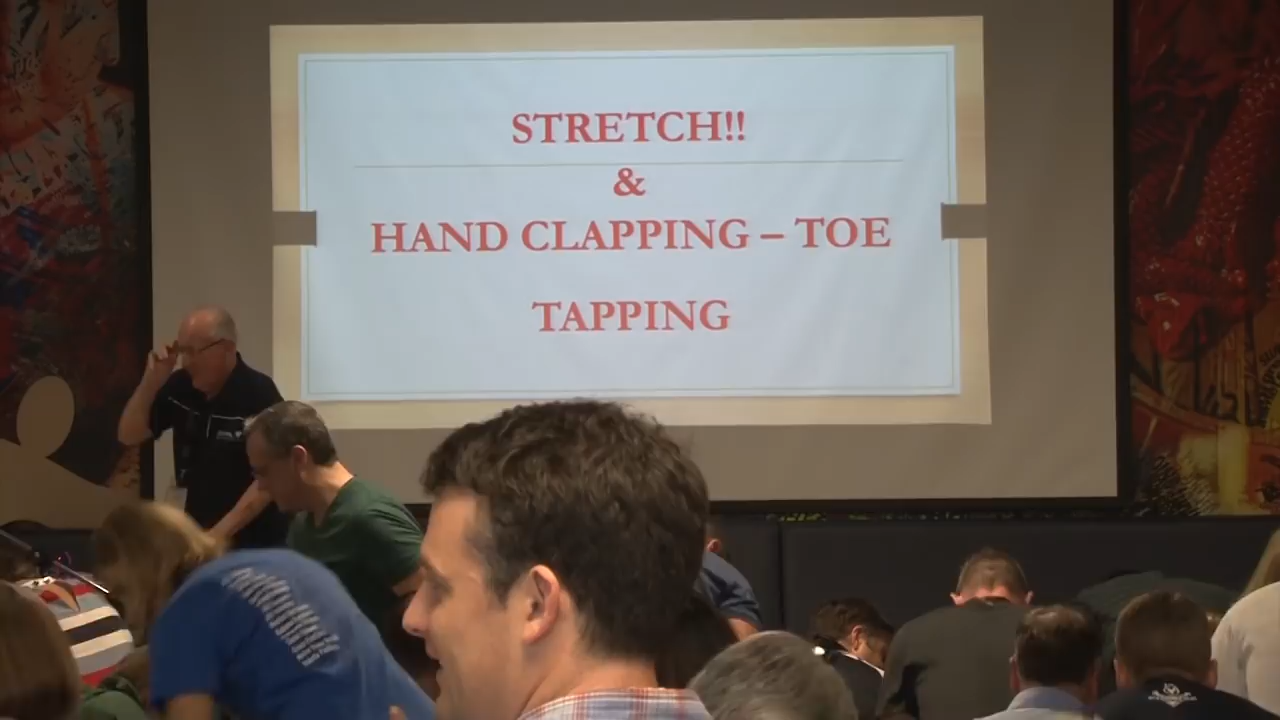 STRETCH!!
&
HAND CLAPPING – TOE
TAPPING